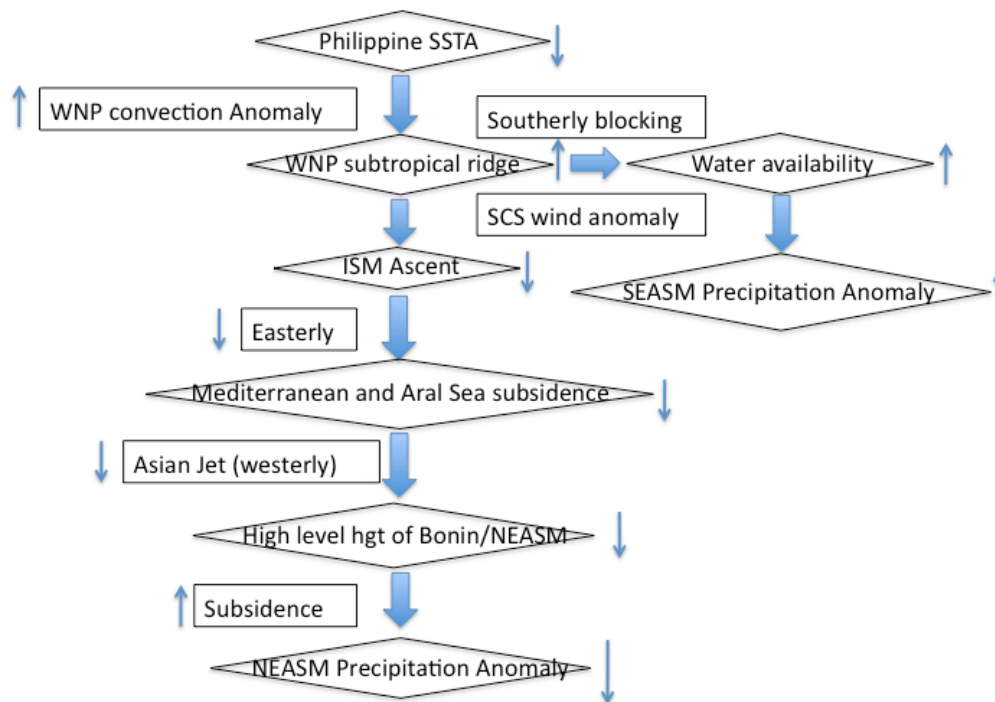 Philippine SSTA
WNP convection Anomaly
Southerly blocking
WNP subtropical ridge
Water availability
SCS wind anomaly
ISM Ascent
SEASM Precipitation Anomaly
Easterly
Mediterranean and Aral Sea subsidence
Asian Jet (westerly)
High level hgt of Bonin/NEASM
Subsidence
NEASM Precipitation Anomaly